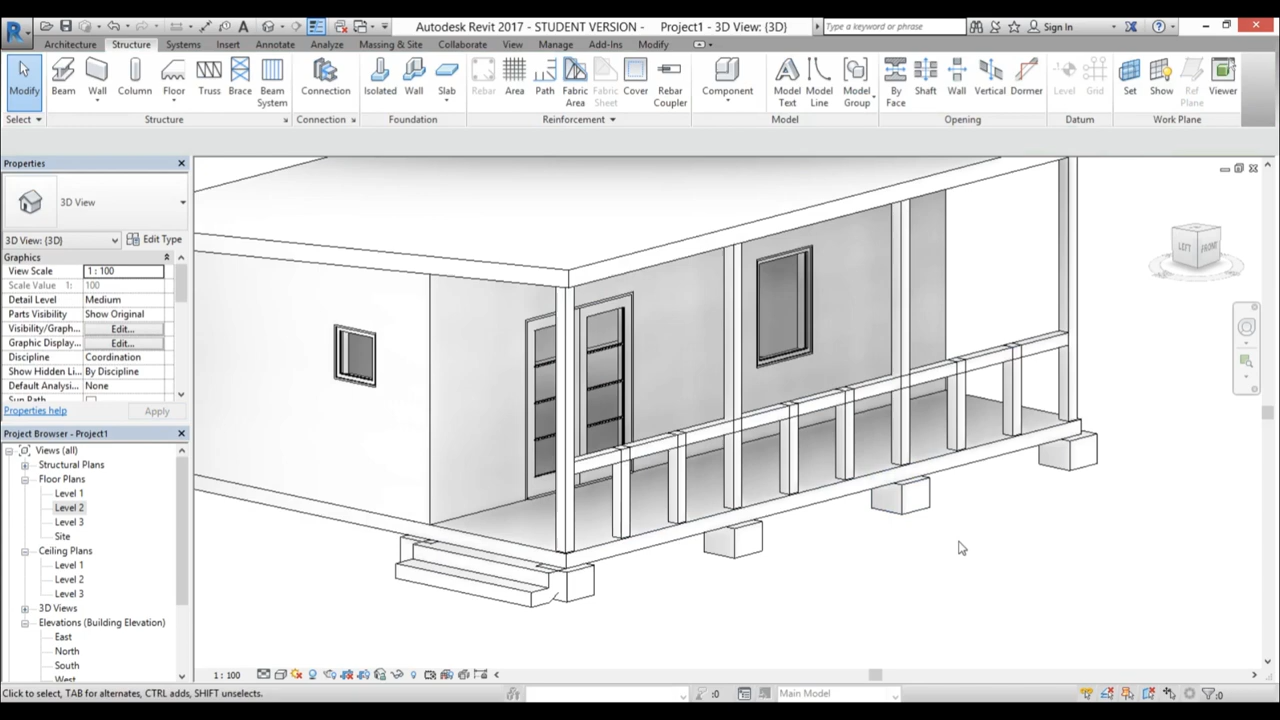 Autodesk Revit 2017 - STUDENT VERSION - Project1 - 3D View: {3D}
Type a keyword or phrase
Sign In
Architecture Structure Systems Insert Annotate Analyze Massing & Site Collaborate View Manage Add-Ins Modify
Modify Beam Wall Column Floor Truss Brace Beam System Connection Isolated Wall Slab Rebar Area Path Fabric Area Fabric Sheet Cover Rebar Coupler Component Model Text Model Line Model Group By Face Shaft Wall Vertical Dormer Level Grid Set Show Ref Plane Viewer
Select Structure Connection Foundation Reinforcement Model Opening Datum Work Plane
Properties
3D View
3D View: {3D} Edit Type
Graphics
View Scale 1 : 100
Scale Value 1: 100
Detail Level Medium
Parts Visibility Show Original
Visibility/Graph... Edit...
Graphic Display... Edit...
Discipline Coordination
Show Hidden Li... By Discipline
Default Analysi... None
Sun Path
Properties help Apply
Project Browser - Project1
Views (all)
Structural Plans
Floor Plans
Level 1
Level 2
Level 3
Site
Ceiling Plans
Level 1
Level 2
Level 3
3D Views
Elevations (Building Elevation)
East
North
South
West
LEFT FRONT
1 : 100
Click to select, TAB for alternates, CTRL adds, SHIFT unselects.
:0
Main Model
:0